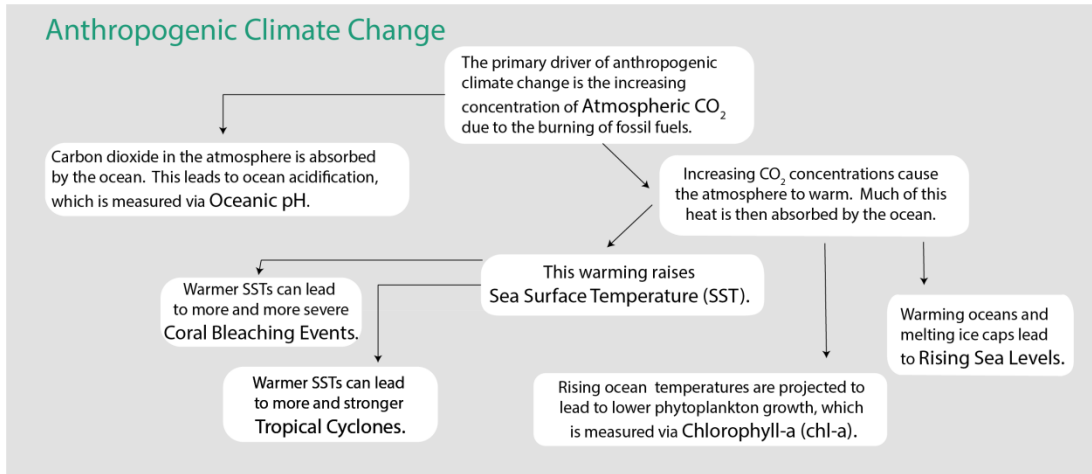 Anthropogenic Climate Change
The primary driver of anthropogenic
climate change is the increasing
concentration of Atmospheric CO₂
due to the burning of fossil fuels.
Carbon dioxide in the atmosphere is absorbed
by the ocean. This leads to ocean acidification,
which is measured via Oceanic pH.
Increasing CO₂ concentrations cause
the atmosphere to warm. Much of this
heat is then absorbed by the ocean.
This warming raises
Sea Surface Temperature (SST).
Warmer SSTs can lead
to more and more severe
Coral Bleaching Events.
Warming oceans and
melting ice caps lead
to Rising Sea Levels.
Warmer SSTs can lead
to more and stronger
Tropical Cyclones.
Rising ocean temperatures are projected to
lead to lower phytoplankton growth, which
is measured via Chlorophyll-a (chl-a).